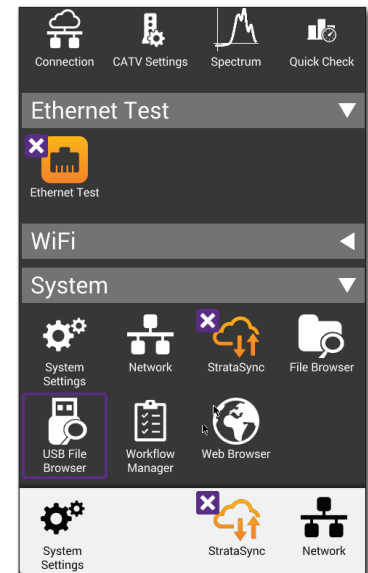 Connection CATV Settings Spectrum Quick Check
Ethernet Test
Ethernet Test
WiFi
System
System Settings Network StrataSync File Browser
USB File Browser Workflow Manager Web Browser
System Settings StrataSync Network